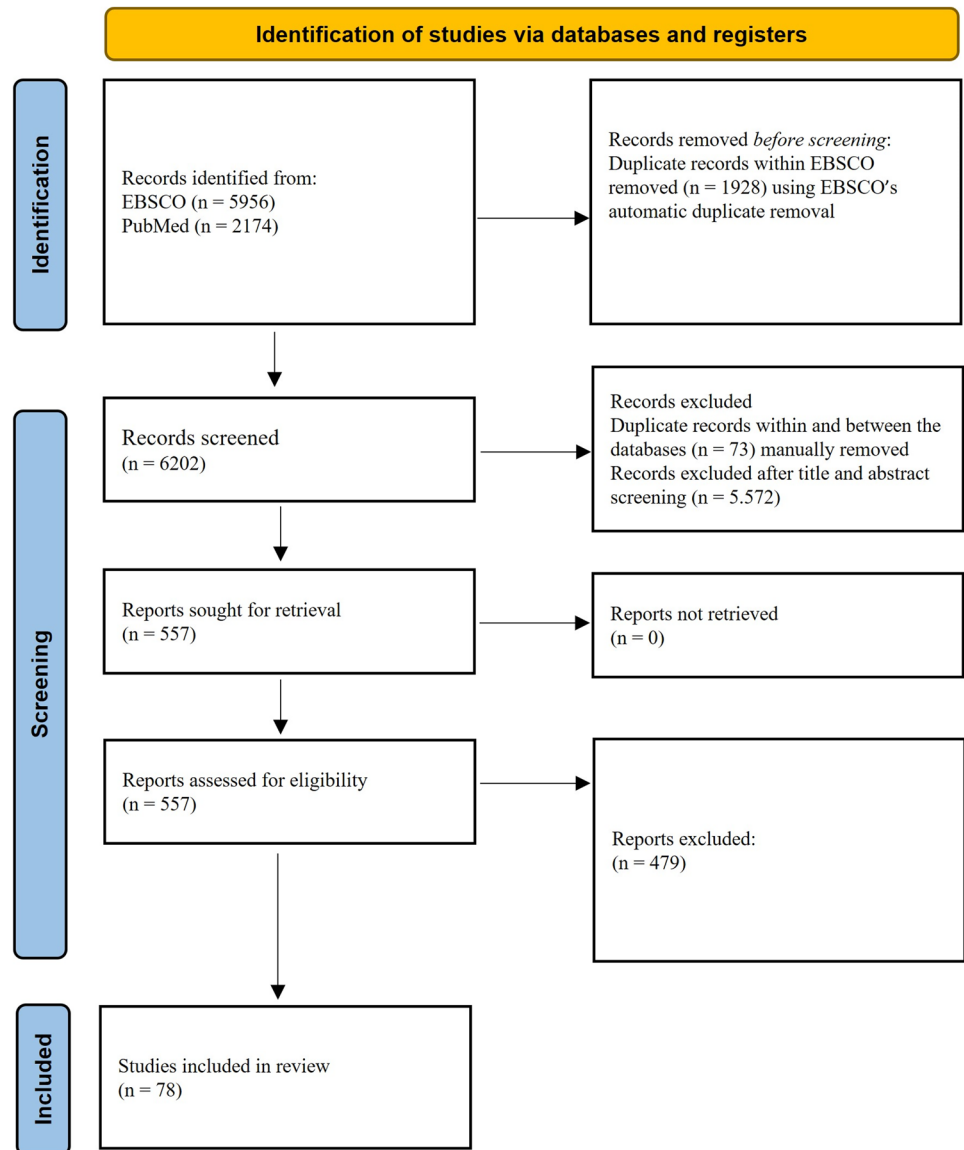 Identification of studies via databases and registers
Identification
Records identified from:
EBSCO (n = 5956)
PubMed (n = 2174)
Records removed before screening:
Duplicate records within EBSCO
removed (n = 1928) using EBSCO′s
automatic duplicate removal
Screening
Records screened
(n = 6202)
Records excluded
Duplicate records within and between the
databases (n = 73) manually removed
Records excluded after title and abstract
screening (n = 5.572)
Reports sought for retrieval
(n = 557)
Reports not retrieved
(n = 0)
Reports assessed for eligibility
(n = 557)
Reports excluded:
(n = 479)
Included
Studies included in review
(n = 78)